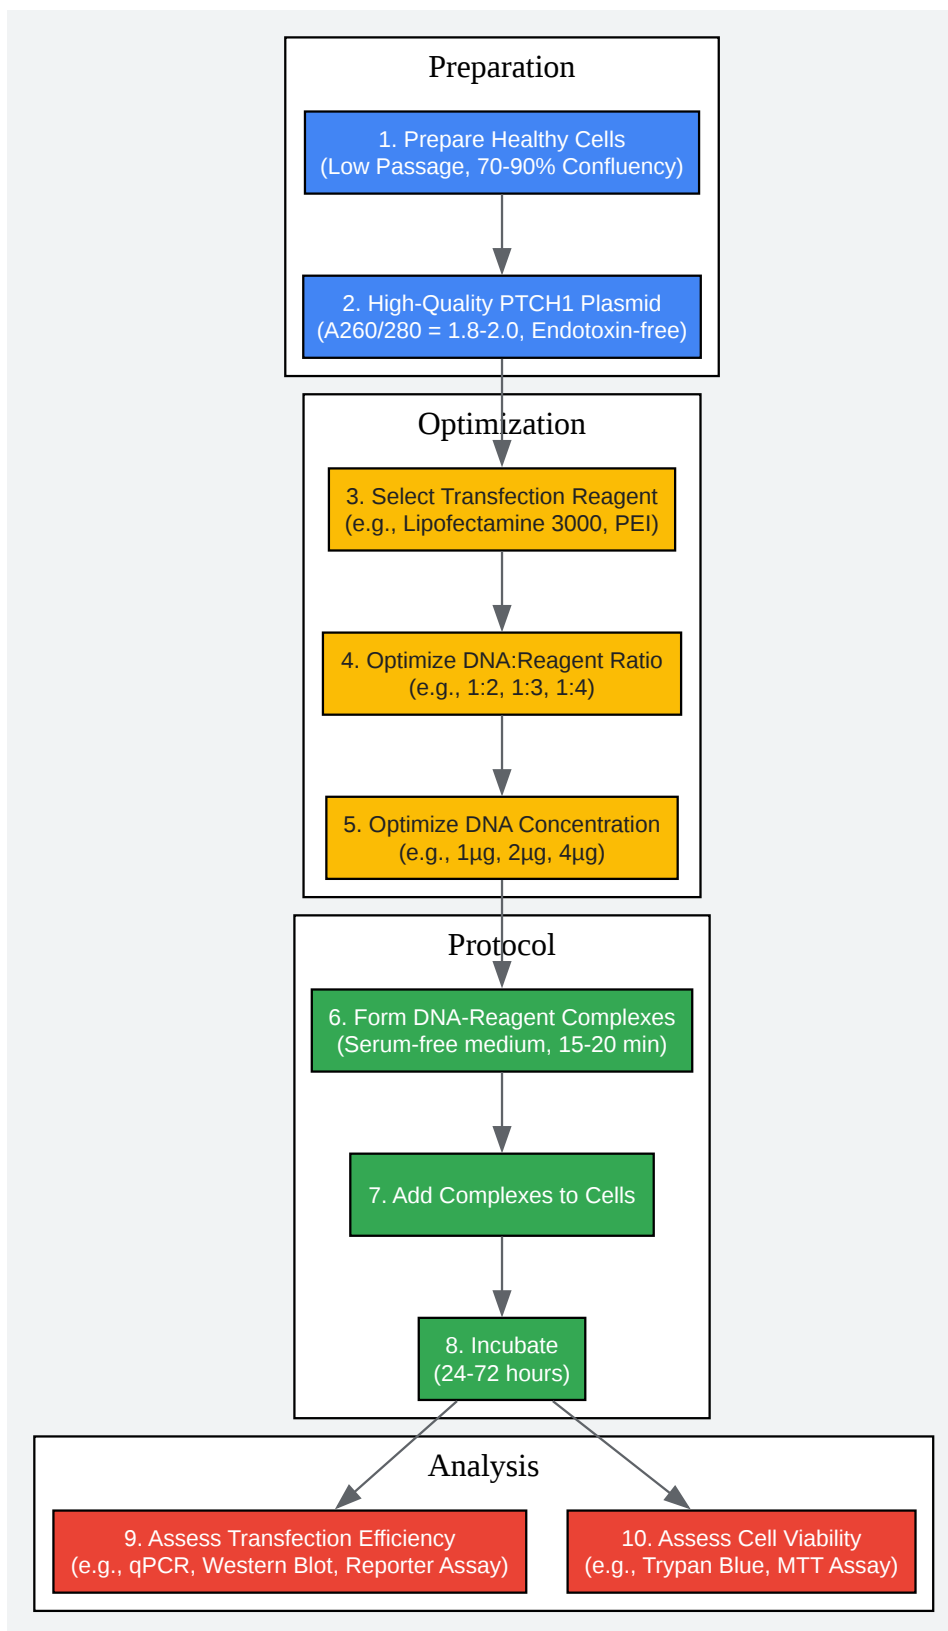 Preparation
1. Prepare Healthy Cells
(Low Passage, 70-90% Confluency)
2. High-Quality PTCH1 Plasmid
(A260/280 = 1.8-2.0, Endotoxin-free)
Optimization
3. Select Transfection Reagent
(e.g., Lipofectamine 3000, PEI)
4. Optimize DNA:Reagent Ratio
(e.g., 1:2, 1:3, 1:4)
5. Optimize DNA Concentration
(e.g., 1µg, 2µg, 4µg)
Protocol
6. Form DNA-Reagent Complexes
(Serum-free medium, 15-20 min)
7. Add Complexes to Cells
8. Incubate
(24-72 hours)
Analysis
9. Assess Transfection Efficiency
(e.g., qPCR, Western Blot, Reporter Assay)
10. Assess Cell Viability
(e.g., Trypan Blue, MTT Assay)